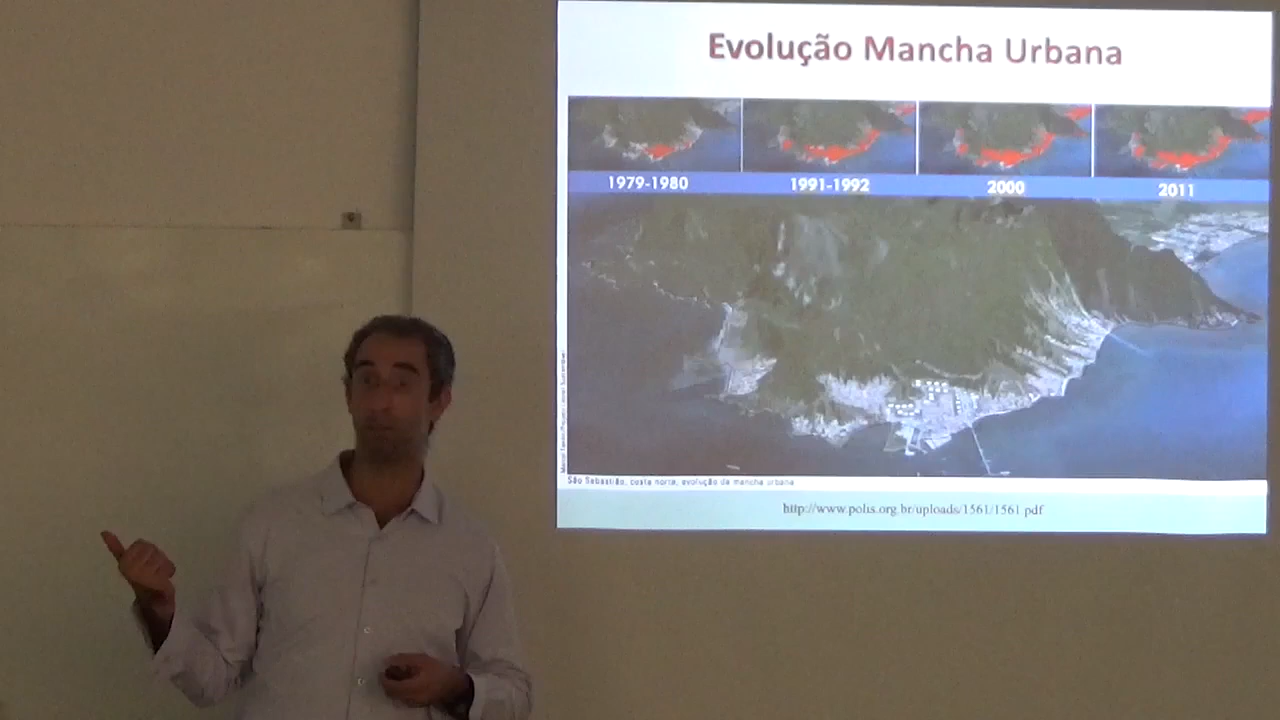 Evolução Mancha Urbana
1979-1980
1991-1992
2000
2011
São Sebastião, costa norte, evolução da mancha urbana
http://www.polis.org.br/uploads/1561/1561.pdf